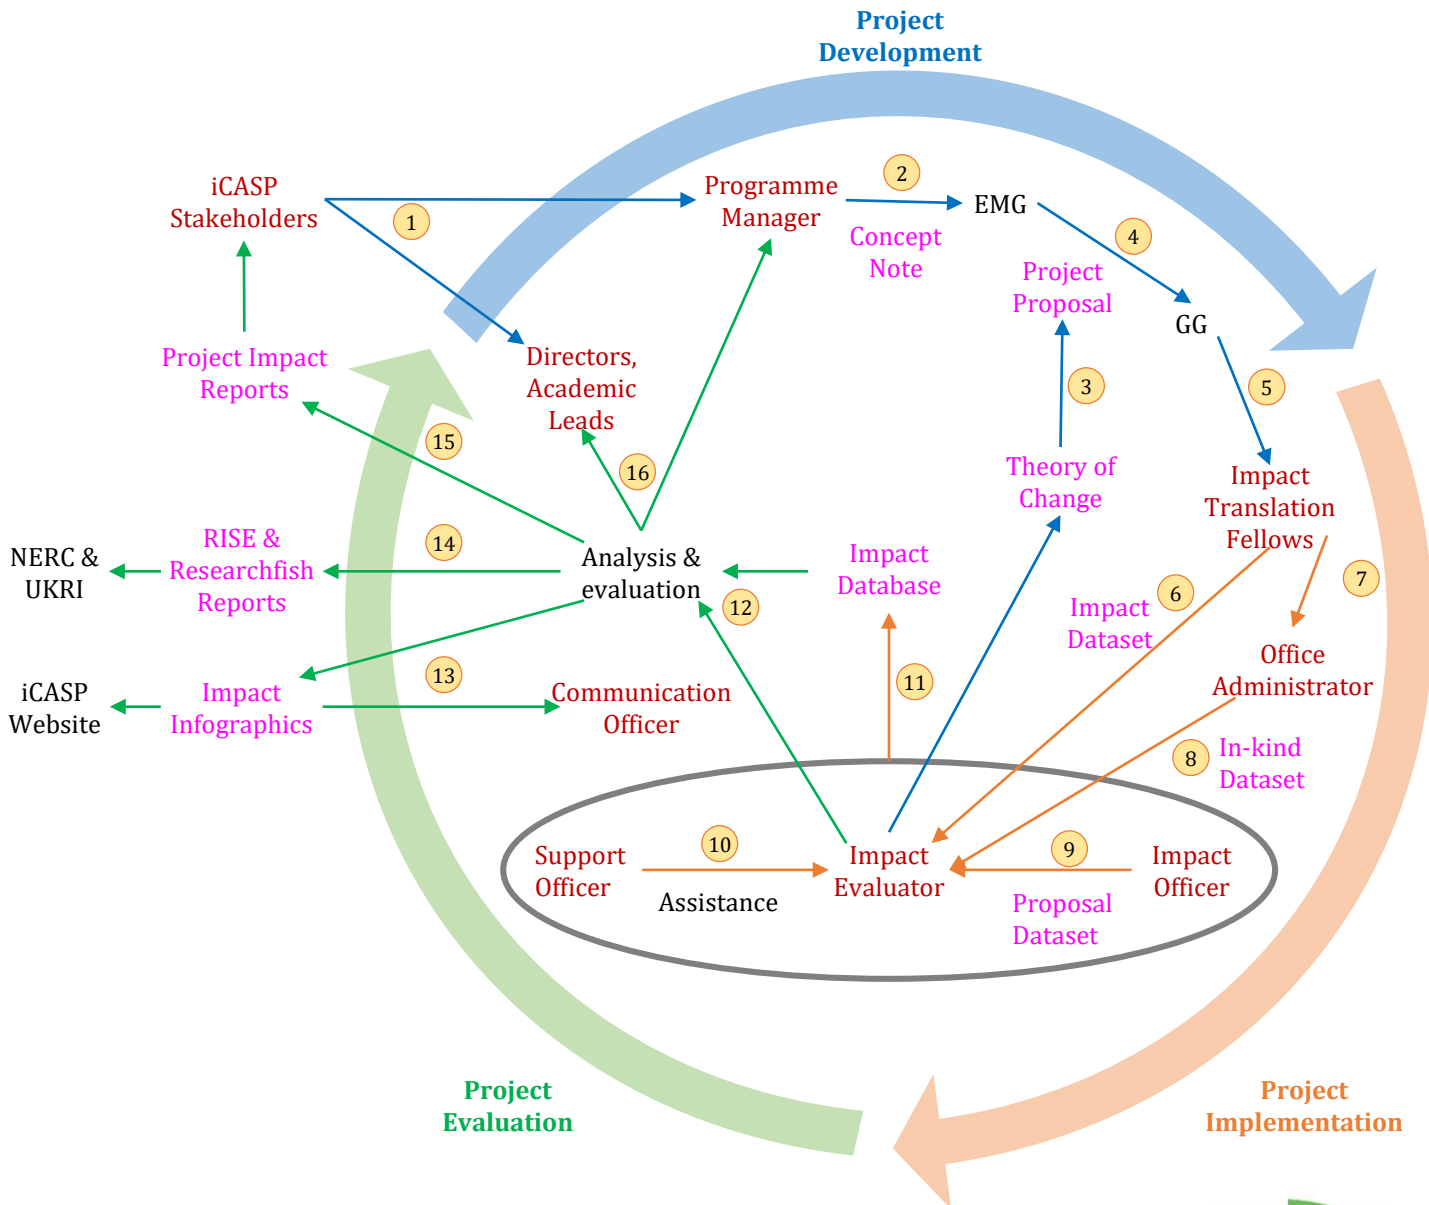 Project
Development
iCASP
Stakeholders
1
Programme
Manager
2
Concept
Note
EMG
4
Project
Proposal
GG
Project Impact
Reports
Directors,
Academic
Leads
3
5
15
16
Theory of
Change
Impact
Translation
Fellows
NERC &
UKRI
RISE &
Researchfish
Reports
14
Analysis &
evaluation
12
Impact
Database
Impact
Dataset
6
7
Office
Administrator
iCASP
Website
Impact
Infographics
13
Communication
Officer
11
8
In-kind
Dataset
Support
Officer
10
Assistance
Impact
Evaluator
9
Proposal
Dataset
Impact
Officer
Project
Evaluation
Project
Implementation